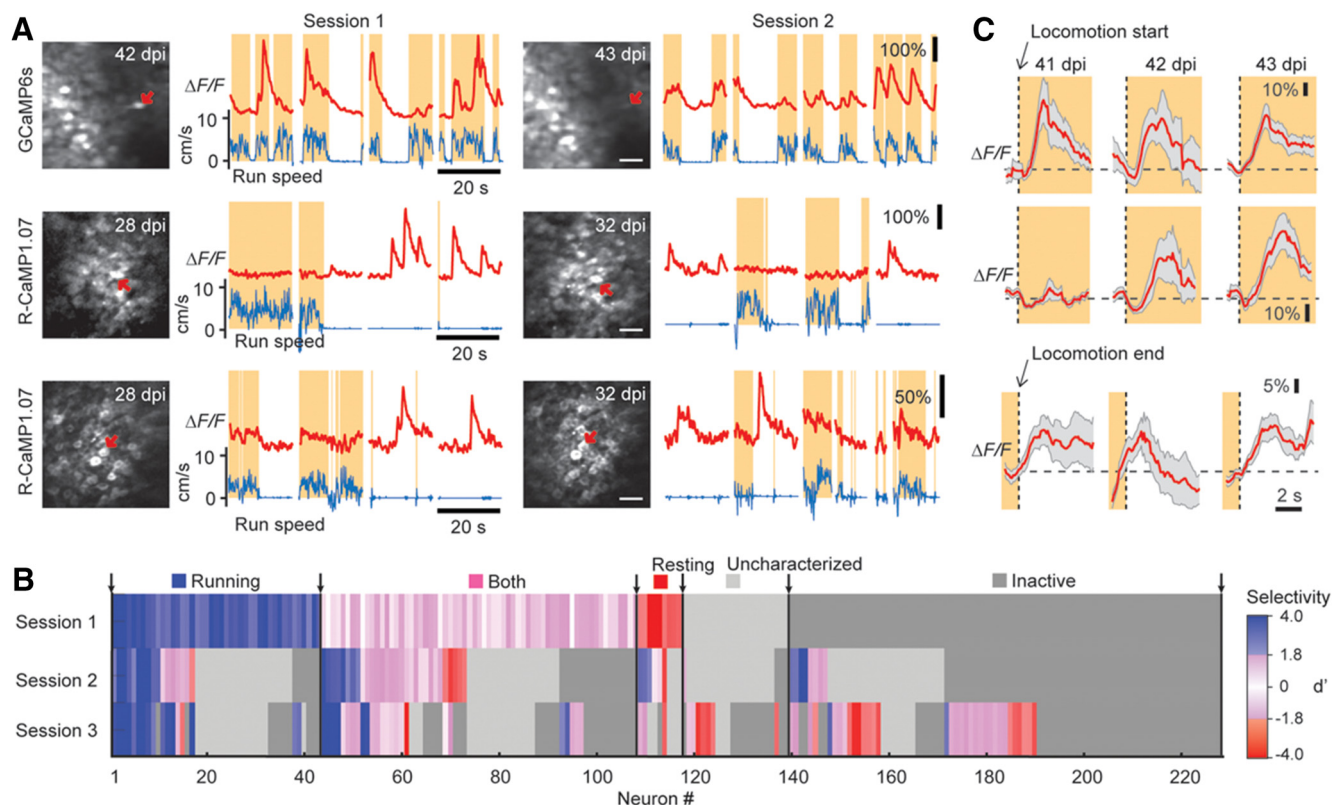 A
Session 1
Session 2
C
GCaMP6s
42 dpi
ΔF/F
10
cm/s
0
Run speed
20 s
43 dpi
100%
R-CaMP1.07
28 dpi
ΔF/F
10
cm/s
0
Run speed
20 s
32 dpi
100%
R-CaMP1.07
28 dpi
ΔF/F
10
cm/s
0
Run speed
20 s
32 dpi
50%
Locomotion start
41 dpi 42 dpi 43 dpi
10%
ΔF/F
ΔF/F
10%
Locomotion end
5%
ΔF/F
2 s
B
Running
Both
Resting
Uncharacterized
Inactive
Session 1
Session 2
Session 3
1 20 40 60 80 100 120 140 160 180 200 220
Neuron #
Selectivity
4.0
1.8
0 d'
-1.8
-4.0